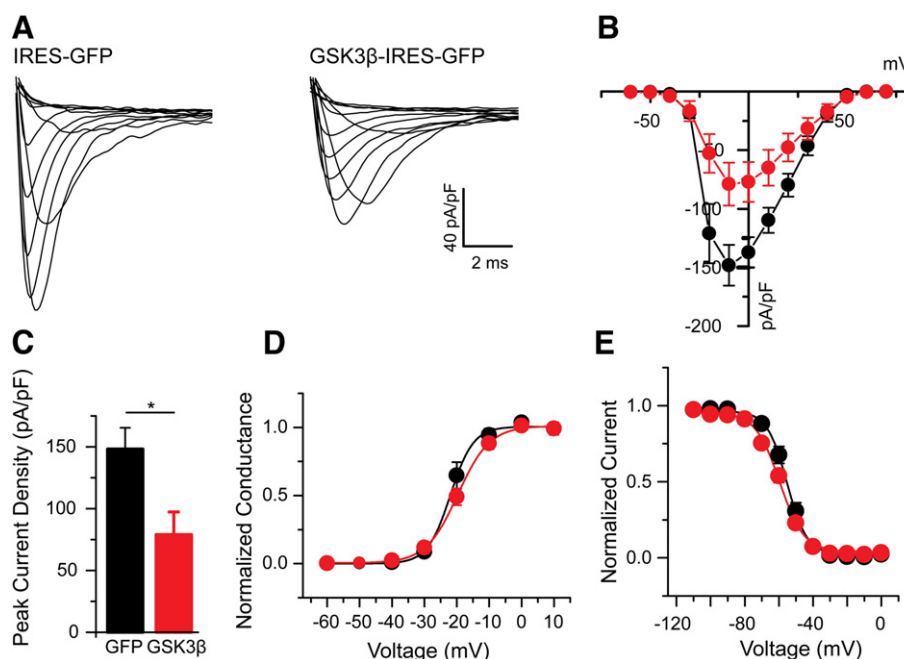 A
IRES-GFP
GSK3β-IRES-GFP
40 pA/pF
2 ms
B
mV
-50
50
-50
-100
-150
-200
pA/pF
C
Peak Current Density (pA/pF)
150
100
75
50
0
*
GFP GSK3β
D
Normalized Conductance
1.0
0.5
0.0
-60 -50 -40 -30 -20 -10 0 10
Voltage (mV)
E
Normalized Current
1.0
0.5
0.0
-120 -80 -40 0
Voltage (mV)